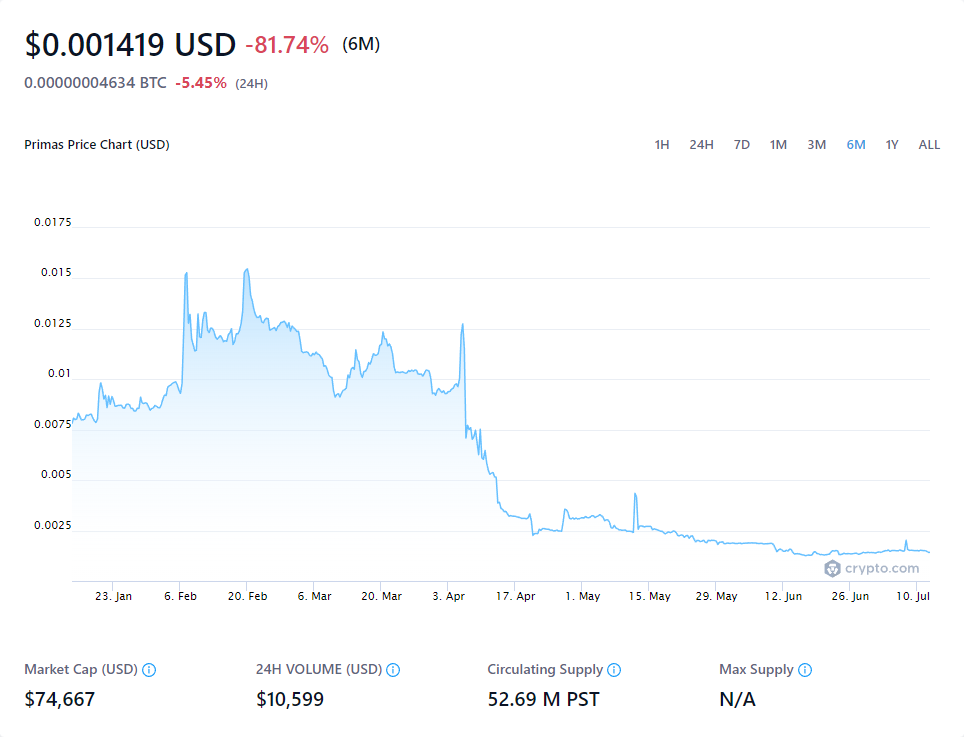 $0.001419 USD -81.74% (6M)
0.00000004634 BTC -5.45% (24H)
Primas Price Chart (USD) 1H 24H 7D 1M 3M 6M 1Y ALL
0.0175
0.015
0.0125
0.01
0.0075
0.005
0.0025
crypto.com
23. Jan 6. Feb 20. Feb 6. Mar 20. Mar 3. Apr 17. Apr 1. May 15. May 29. May 12. Jun 26. Jun 10. Jul
Market Cap (USD) 24H VOLUME (USD) Circulating Supply Max Supply
$74,667 $10,599 52.69 M PST N/A